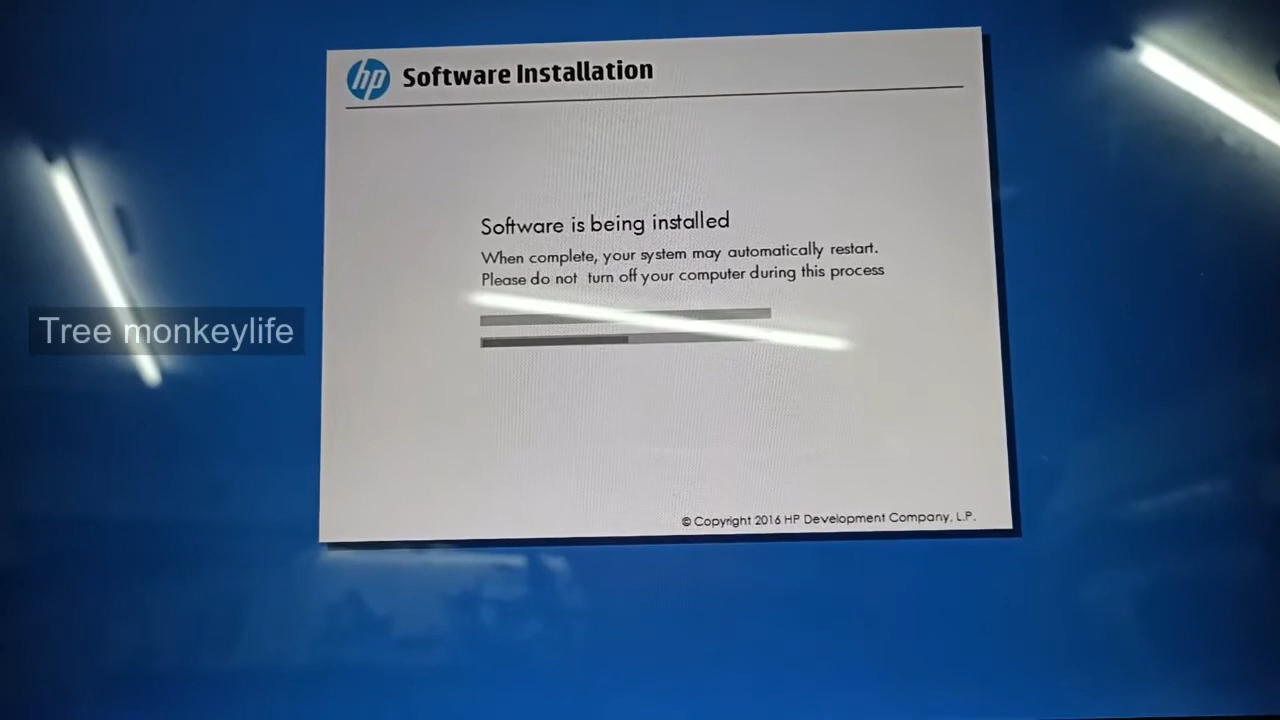 hp Software Installation
Software is being installed
When complete, your system may automatically restart.
Please do not turn off your computer during this process
Tree monkeylife
© Copyright 2016 HP Development Company, L.P.